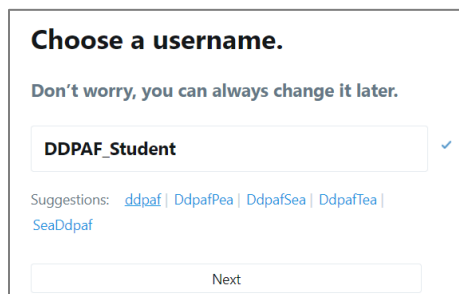 Choose a username.
Don't worry, you can always change it later.
DDPAF_Student
Suggestions: ddpaf | DdpafPea | DdpafSea | DdpafTea |
SeaDdpaf
Next